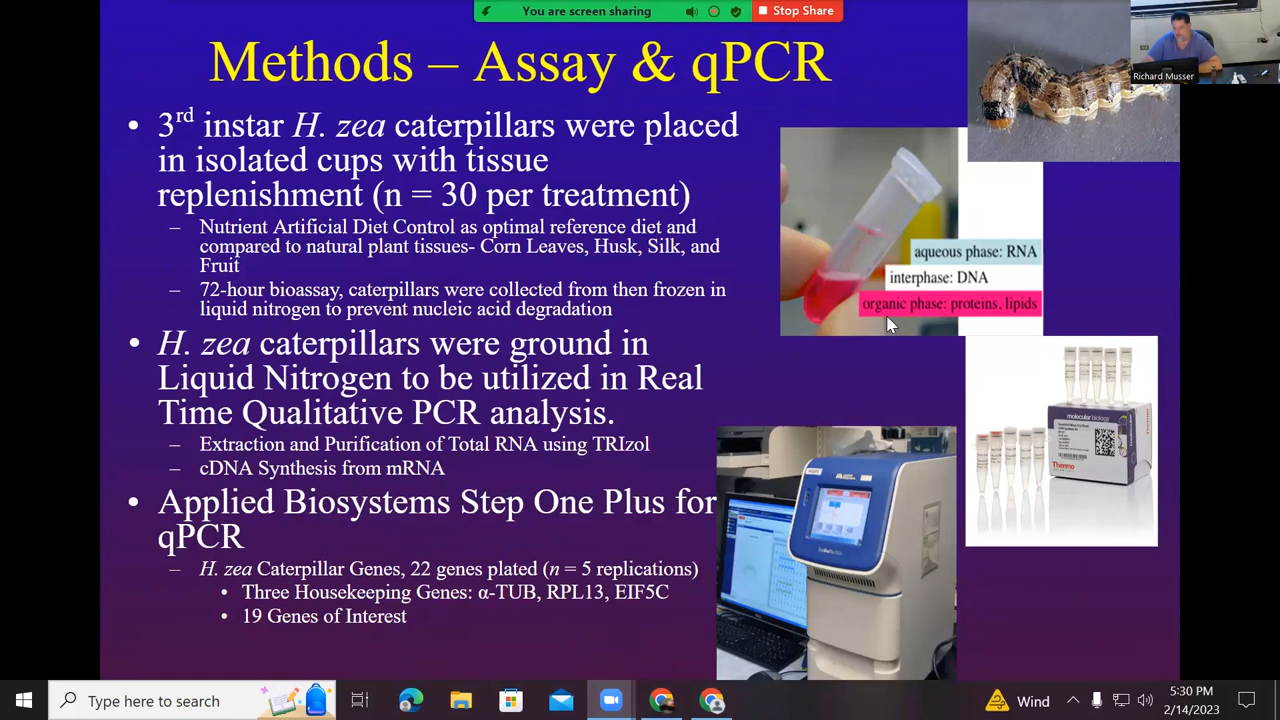 You are screen sharing
Stop Share
Richard Musser
Methods – Assay & qPCR
• 3rd instar H. zea caterpillars were placed
in isolated cups with tissue
replenishment (n = 30 per treatment)
– Nutrient Artificial Diet Control as optimal reference diet and
compared to natural plant tissues- Corn Leaves, Husk, Silk, and
Fruit
– 72-hour bioassay, caterpillars were collected from then frozen in
liquid nitrogen to prevent nucleic acid degradation
• H. zea caterpillars were ground in
Liquid Nitrogen to be utilized in Real
Time Qualitative PCR analysis.
– Extraction and Purification of Total RNA using TRIzol
– cDNA Synthesis from mRNA
• Applied Biosystems Step One Plus for
qPCR
– H. zea Caterpillar Genes, 22 genes plated (n = 5 replications)
• Three Housekeeping Genes: α-TUB, RPL13, EIF5C
• 19 Genes of Interest
aqueous phase: RNA
interphase: DNA
organic phase: proteins, lipids
molecular biology
Thermo
Type here to search
Wind
5:30 PM
2/14/2023